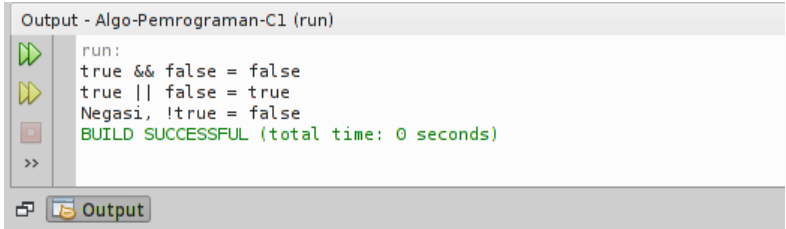 Output - Algo-Pemrograman-C1 (run)
run:
true && false = false
true || false = true
Negasi, !true = false
BUILD SUCCESSFUL (total time: 0 seconds)
>>
Output